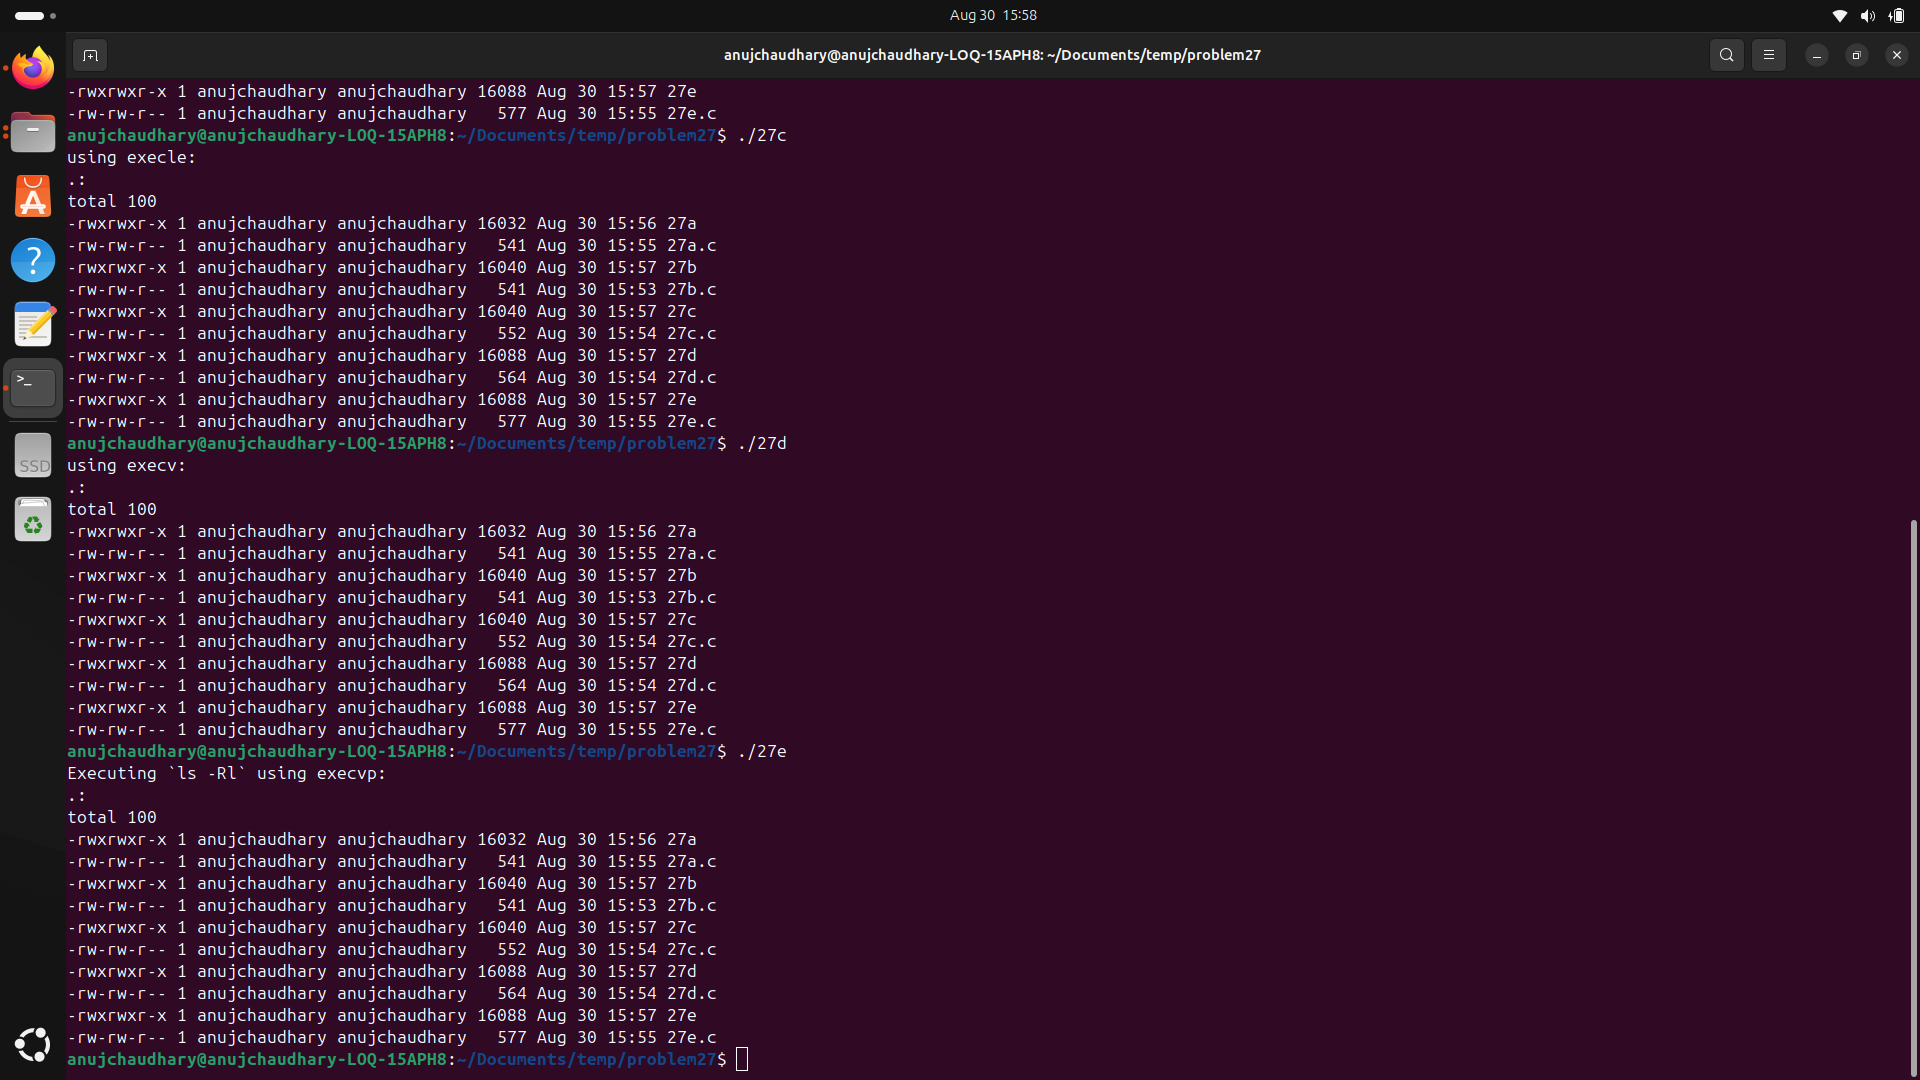 Aug 30 15:58
anujchaudhary@anujchaudhary-LOQ-15APH8: ~/Documents/temp/problem27
-rwxrwxr-x 1 anujchaudhary anujchaudhary 16088 Aug 30 15:57 27e
-rw-rw-r-- 1 anujchaudhary anujchaudhary   577 Aug 30 15:55 27e.c
anujchaudhary@anujchaudhary-LOQ-15APH8:~/Documents/temp/problem27$ ./27c
using execle:
.:
total 100
-rwxrwxr-x 1 anujchaudhary anujchaudhary 16032 Aug 30 15:56 27a
-rw-rw-r-- 1 anujchaudhary anujchaudhary   541 Aug 30 15:55 27a.c
-rwxrwxr-x 1 anujchaudhary anujchaudhary 16040 Aug 30 15:57 27b
-rw-rw-r-- 1 anujchaudhary anujchaudhary   541 Aug 30 15:53 27b.c
-rwxrwxr-x 1 anujchaudhary anujchaudhary 16040 Aug 30 15:57 27c
-rw-rw-r-- 1 anujchaudhary anujchaudhary   552 Aug 30 15:54 27c.c
-rwxrwxr-x 1 anujchaudhary anujchaudhary 16088 Aug 30 15:57 27d
-rw-rw-r-- 1 anujchaudhary anujchaudhary   564 Aug 30 15:54 27d.c
-rwxrwxr-x 1 anujchaudhary anujchaudhary 16088 Aug 30 15:57 27e
-rw-rw-r-- 1 anujchaudhary anujchaudhary   577 Aug 30 15:55 27e.c
anujchaudhary@anujchaudhary-LOQ-15APH8:~/Documents/temp/problem27$ ./27d
using execv:
.:
total 100
-rwxrwxr-x 1 anujchaudhary anujchaudhary 16032 Aug 30 15:56 27a
-rw-rw-r-- 1 anujchaudhary anujchaudhary   541 Aug 30 15:55 27a.c
-rwxrwxr-x 1 anujchaudhary anujchaudhary 16040 Aug 30 15:57 27b
-rw-rw-r-- 1 anujchaudhary anujchaudhary   541 Aug 30 15:53 27b.c
-rwxrwxr-x 1 anujchaudhary anujchaudhary 16040 Aug 30 15:57 27c
-rw-rw-r-- 1 anujchaudhary anujchaudhary   552 Aug 30 15:54 27c.c
-rwxrwxr-x 1 anujchaudhary anujchaudhary 16088 Aug 30 15:57 27d
-rw-rw-r-- 1 anujchaudhary anujchaudhary   564 Aug 30 15:54 27d.c
-rwxrwxr-x 1 anujchaudhary anujchaudhary 16088 Aug 30 15:57 27e
-rw-rw-r-- 1 anujchaudhary anujchaudhary   577 Aug 30 15:55 27e.c
anujchaudhary@anujchaudhary-LOQ-15APH8:~/Documents/temp/problem27$ ./27e
Executing `ls -Rl` using execvp:
.:
total 100
-rwxrwxr-x 1 anujchaudhary anujchaudhary 16032 Aug 30 15:56 27a
-rw-rw-r-- 1 anujchaudhary anujchaudhary   541 Aug 30 15:55 27a.c
-rwxrwxr-x 1 anujchaudhary anujchaudhary 16040 Aug 30 15:57 27b
-rw-rw-r-- 1 anujchaudhary anujchaudhary   541 Aug 30 15:53 27b.c
-rwxrwxr-x 1 anujchaudhary anujchaudhary 16040 Aug 30 15:57 27c
-rw-rw-r-- 1 anujchaudhary anujchaudhary   552 Aug 30 15:54 27c.c
-rwxrwxr-x 1 anujchaudhary anujchaudhary 16088 Aug 30 15:57 27d
-rw-rw-r-- 1 anujchaudhary anujchaudhary   564 Aug 30 15:54 27d.c
-rwxrwxr-x 1 anujchaudhary anujchaudhary 16088 Aug 30 15:57 27e
-rw-rw-r-- 1 anujchaudhary anujchaudhary   577 Aug 30 15:55 27e.c
anujchaudhary@anujchaudhary-LOQ-15APH8:~/Documents/temp/problem27$
SSD